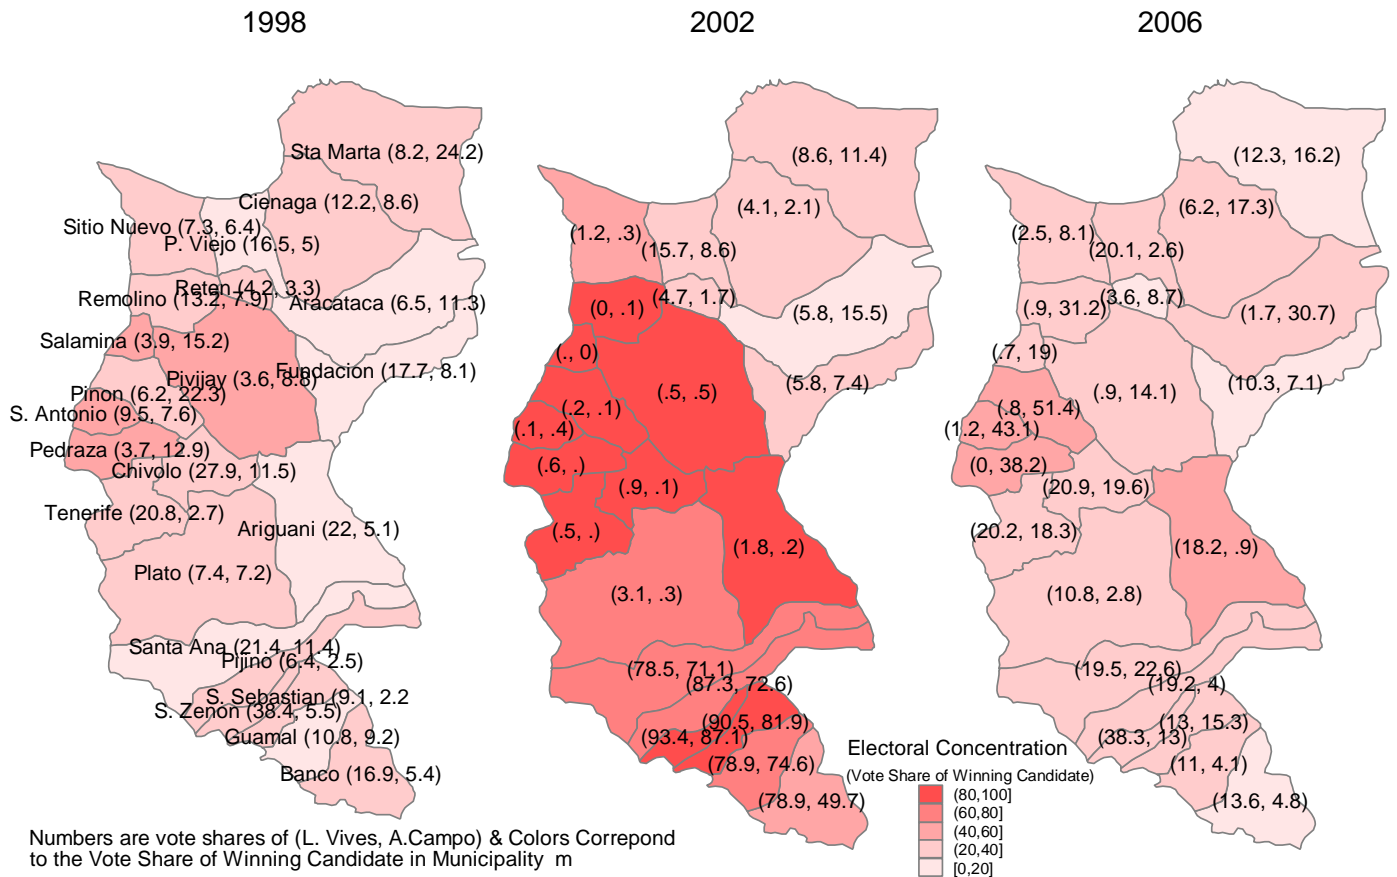 1998
2002
2006
Sta Marta (8.2, 24.2)
Cienaga (12.2, 8.6)
Sitio Nuevo (7.3, 6.4)
P. Viejo (16.5, 5)
Reten (4.2, 3.3)
Remolino (13.2, 7.9)
Aracataca (6.5, 11.3)
Salamina (3.9, 15.2)
Fundacion (17.7, 8.1)
Pivijay (3.6, 8.8)
Pinon (6.2, 22.3)
S. Antonio (9.5, 7.6)
Pedraza (3.7, 12.9)
Chivolo (27.9, 11.5)
Tenerife (20.8, 2.7)
Ariguani (22, 5.1)
Plato (7.4, 7.2)
Santa Ana (21.4, 11.4)
Pijino (6.4, 2.5)
S. Sebastian (9.1, 2.2
S. Zenon (38.4, 5.5)
Guamal (10.8, 9.2)
Banco (16.9, 5.4)
(8.6, 11.4)
(4.1, 2.1)
(1.2, .3)
(15.7, 8.6)
(4.7, 1.7)
(0, .1)
(5.8, 15.5)
(., 0)
(5.8, 7.4)
(.5, .5)
(.2, .1)
(.1, .4)
(.6, .)
(.9, .1)
(.5, .)
(1.8, .2)
(3.1, .3)
(78.5, 71.1)
(87.3, 72.6)
(90.5, 81.9)
(93.4, 87.1)
(78.9, 74.6)
(78.9, 49.7)
(12.3, 16.2)
(6.2, 17.3)
(2.5, 8.1)
(20.1, 2.6)
(3.6, 8.7)
(.9, 31.2)
(1.7, 30.7)
(.7, 19)
(10.3, 7.1)
(.9, 14.1)
(.8, 51.4)
(1.2, 43.1)
(0, 38.2)
(20.9, 19.6)
(20.2, 18.3)
(18.2, .9)
(10.8, 2.8)
(19.5, 22.6)
(19.2, 4)
(13, 15.3)
(38.3, 13)
(11, 4.1)
(13.6, 4.8)
Electoral Concentration
(Vote Share of Winning Candidate)
(80,100]
(60,80]
(40,60]
(20,40]
[0,20]
Numbers are vote shares of (L. Vives, A.Campo) & Colors Correpond
to the Vote Share of Winning Candidate in Municipality m